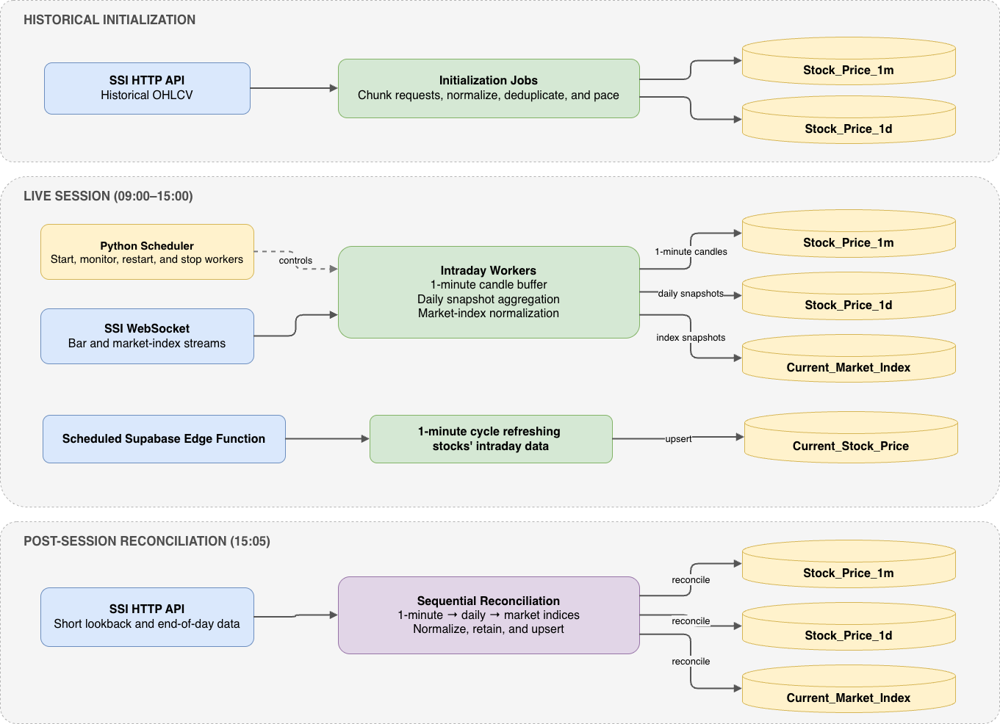 HISTORICAL INITIALIZATION
SSI HTTP API
Historical OHLCV
Initialization Jobs
Chunk requests, normalize, deduplicate, and pace
Stock_Price_1m
Stock_Price_1d
LIVE SESSION (09:00–15:00)
Python Scheduler
Start, monitor, restart, and stop workers
controls
SSI WebSocket
Bar and market-index streams
Intraday Workers
1-minute candle buffer
Daily snapshot aggregation
Market-index normalization
1-minute candles
daily snapshots
index snapshots
Stock_Price_1m
Stock_Price_1d
Current_Market_Index
Scheduled Supabase Edge Function
1-minute cycle refreshing
stocks' intraday data
upsert
Current_Stock_Price
POST-SESSION RECONCILIATION (15:05)
SSI HTTP API
Short lookback and end-of-day data
Sequential Reconciliation
1-minute → daily → market indices
Normalize, retain, and upsert
reconcile
reconcile
reconcile
Stock_Price_1m
Stock_Price_1d
Current_Market_Index